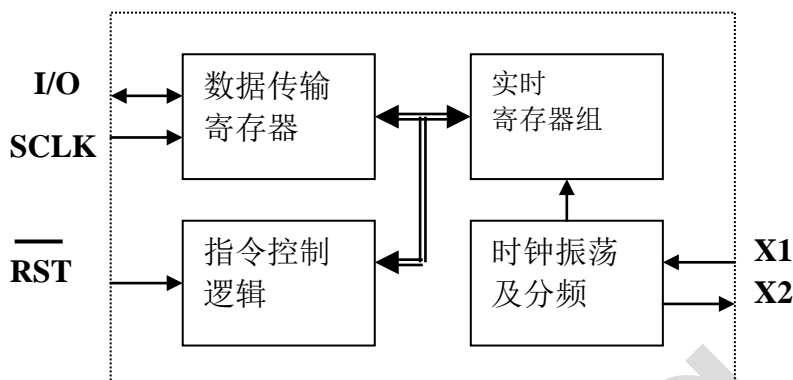 I/O
SCLK
RST
数据传输
寄存器
实时
寄存器组
指令控制
逻辑
时钟振荡
及分频
X1
X2